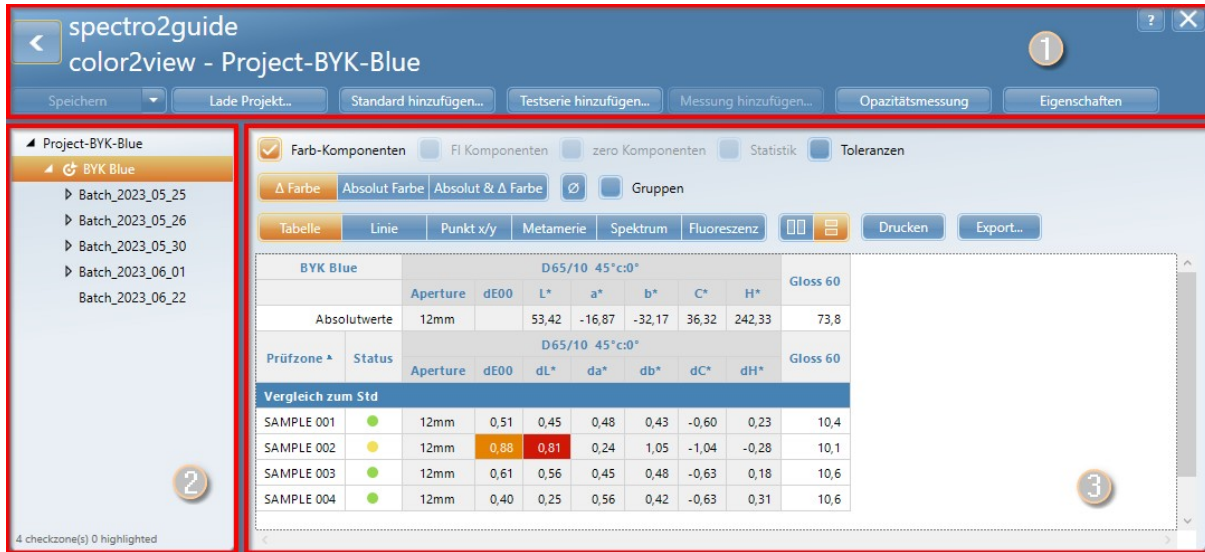 spectro2guide
color2view - Project-BYK-Blue
?
1
Speichern Lade Projekt... Standard hinzufügen... Testserie hinzufügen... Messung hinzufügen... Opazitätsmessung Eigenschaften
Project-BYK-Blue
BYK Blue
Batch_2023_05_25
Batch_2023_05_26
Batch_2023_05_30
Batch_2023_06_01
Batch_2023_06_22
2
4 checkzone(s) 0 highlighted
Farb-Komponenten Fl Komponenten zero Komponenten Statistik Toleranzen
Δ Farbe Absolut Farbe Absolut & Δ Farbe Ø Gruppen
Tabelle Linie Punkt x/y Metamerie Spektrum Fluoreszenz Drucken Export...
BYK Blue D65/10 45°c:0° Gloss 60
Aperture dE00 L* a* b* C* H*
Absolutwerte 12mm 53,42 -16,87 -32,17 36,32 242,33 73,8
Prüfzone Status D65/10 45°c:0° Gloss 60
Aperture dE00 dL* da* db* dC* dH*
Vergleich zum Std
SAMPLE 001 12mm 0,51 0,45 0,48 0,43 -0,60 0,23 10,4
SAMPLE 002 12mm 0,88 0,81 0,24 1,05 -1,04 -0,28 10,1
SAMPLE 003 12mm 0,61 0,56 0,45 0,48 -0,63 0,18 10,6
SAMPLE 004 12mm 0,40 0,25 0,56 0,42 -0,63 0,31 10,6
3